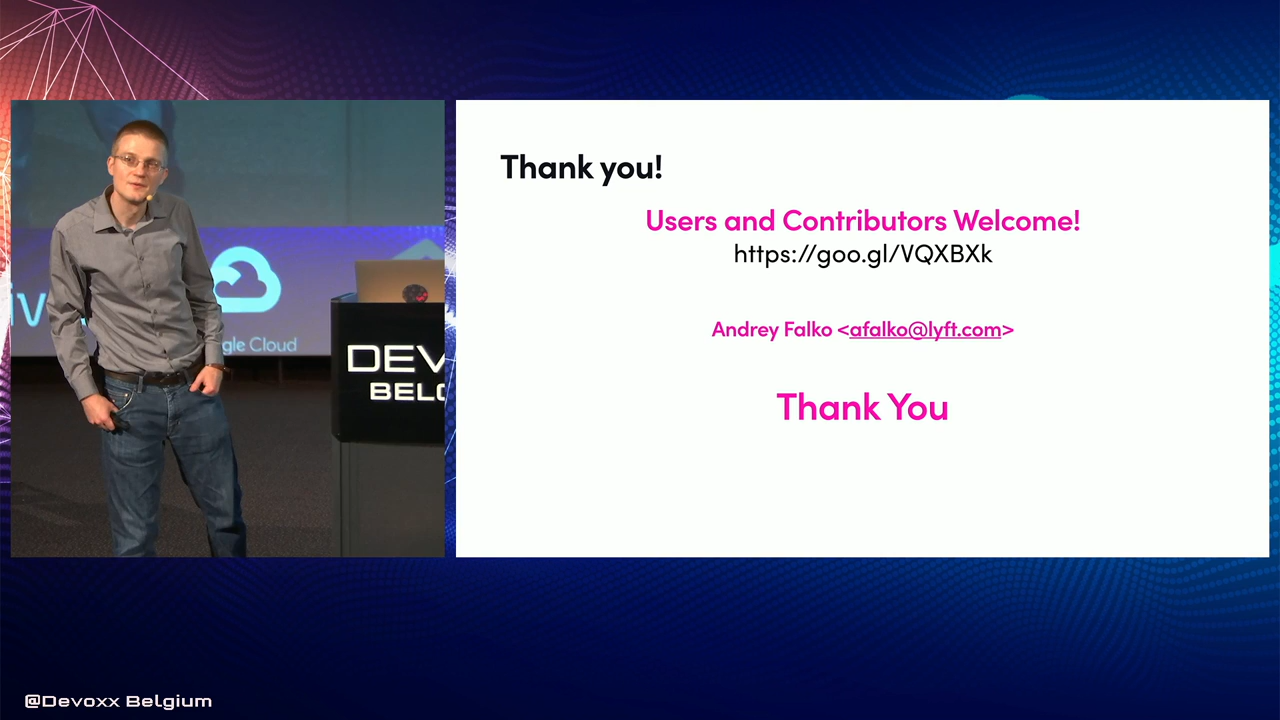 Thank you!
Users and Contributors Welcome!
https://goo.gl/VQXBXk
Andrey Falko <afalko@lyft.com>
Thank You
gle Cloud
DEV
BELG
@Devoxx Belgium